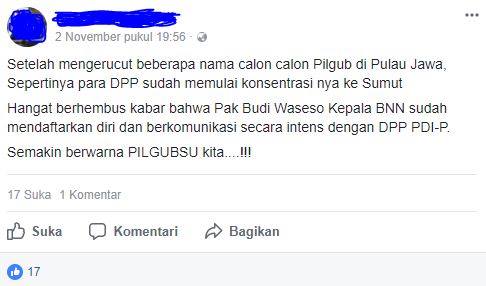 2 November pukul 19:56 ·
Setelah mengerucut beberapa nama calon calon Pilgub di Pulau Jawa,
Sepertinya para DPP sudah memulai konsentrasi nya ke Sumut
Hangat berhembus kabar bahwa Pak Budi Waseso Kepala BNN sudah
mendaftarkan diri dan berkomunikasi secara intens dengan DPP PDI-P.
Semakin berwarna PILGUBSU kita....!!!
17 Suka 1 Komentar
Suka Komentari Bagikan
17